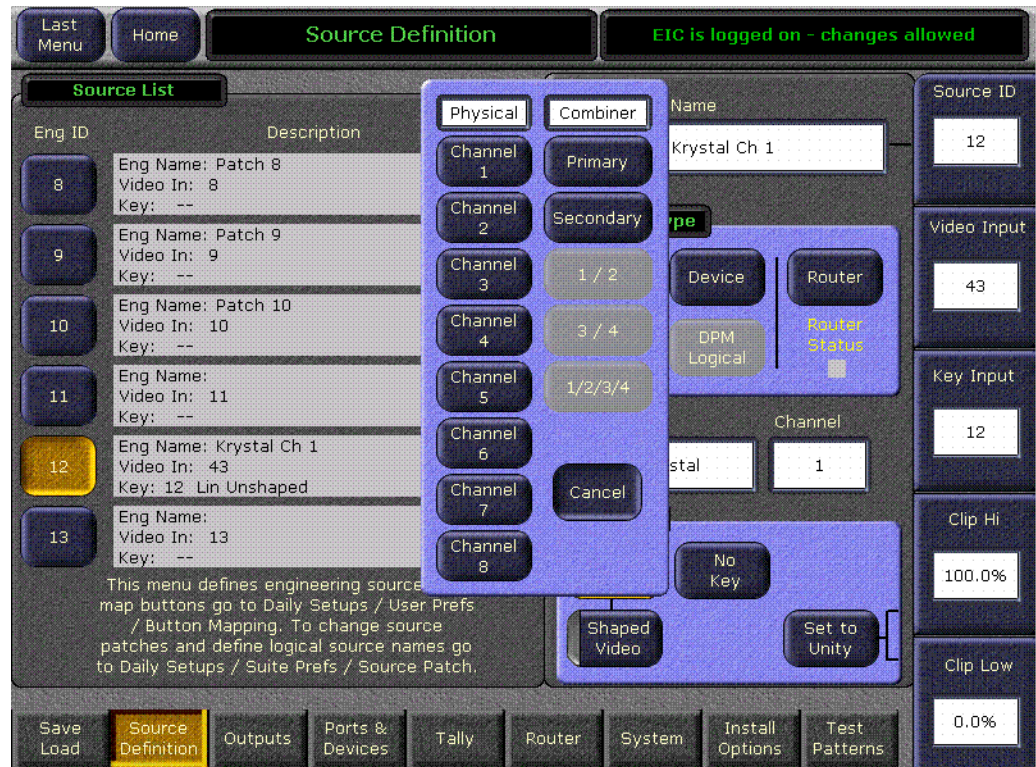 Last
Menu
Home
Source Definition
EIC is logged on - changes allowed
Source List
Eng ID
Description
8
Eng Name: Patch 8
Video In: 8
Key: --
9
Eng Name: Patch 9
Video In: 9
Key: --
10
Eng Name: Patch 10
Video In: 10
Key: --
11
Eng Name:
Video In: 11
Key: --
12
Eng Name: Krystal Ch 1
Video In: 43
Key: 12 Lin Unshaped
13
Eng Name:
Video In: 13
Key: --
This menu defines engineering source
map buttons go to Daily Setups / User Prefs
/ Button Mapping. To change source
patches and define logical source names go
to Daily Setups / Suite Prefs / Source Patch.
Physical
Channel
1
Channel
2
Channel
3
Channel
4
Channel
5
Channel
6
Channel
7
Channel
8
Combiner
Primary
Secondary
1 / 2
3 / 4
1/2/3/4
Cancel
Name
Krystal Ch 1
ype
Device
Router
DPM
Logical
Router
Status
Channel
stal
1
No
Key
Shaped
Video
Set to
Unity
Source ID
12
Video Input
43
Key Input
12
Clip Hi
100.0%
Clip Low
0.0%
Save
Load
Source
Definition
Outputs
Ports &
Devices
Tally
Router
System
Install
Options
Test
Patterns